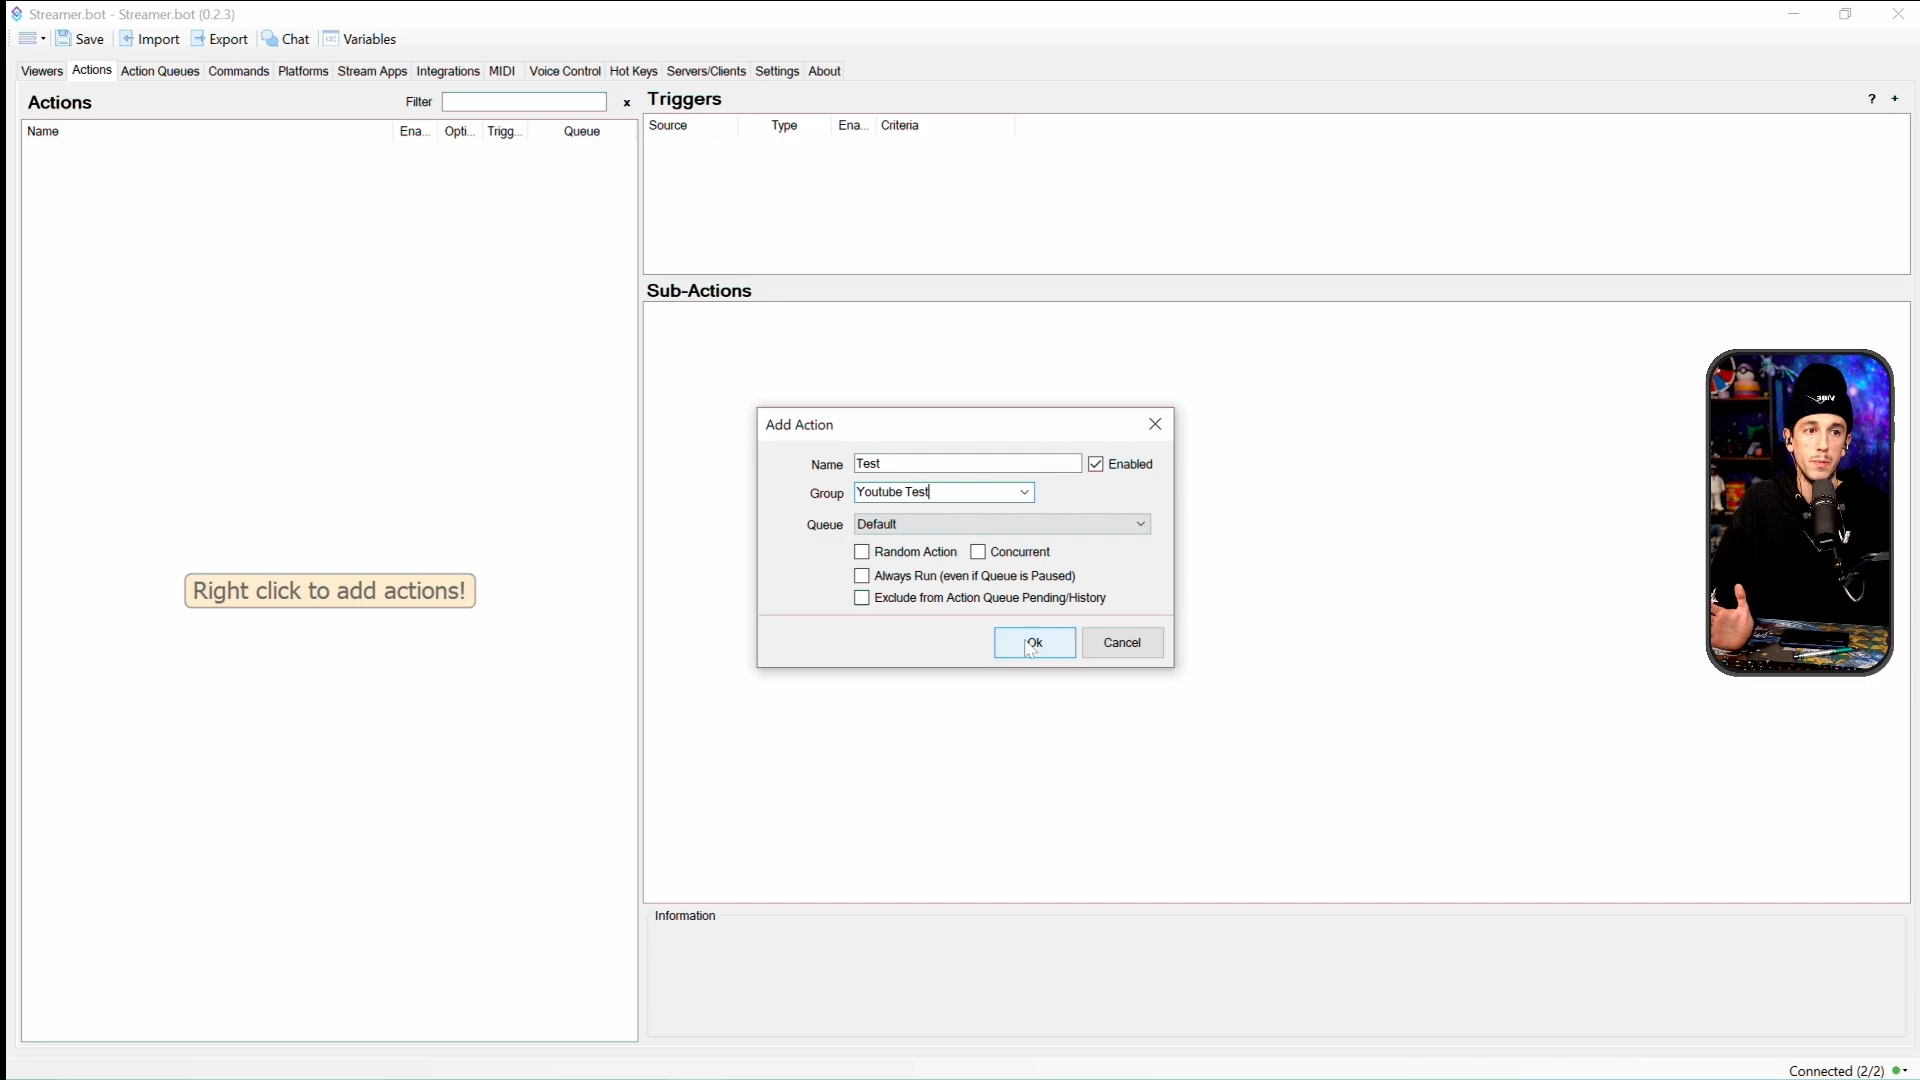 Streamer.bot - Streamer.bot (0.2.3)
Save Import Export Chat Variables
Viewers Actions Action Queues Commands Platforms Stream Apps Integrations MIDI Voice Control Hot Keys Servers/Clients Settings About
Actions Filter x
Name Ena... Opti... Trigg... Queue
Right click to add actions!
Triggers ? +
Source Type Ena... Criteria
Sub-Actions
Add Action
Name Test Enabled
Group Youtube Test
Queue Default
Random Action Concurrent
Always Run (even if Queue is Paused)
Exclude from Action Queue Pending/History
Ok Cancel
Information
Connected (2/2)